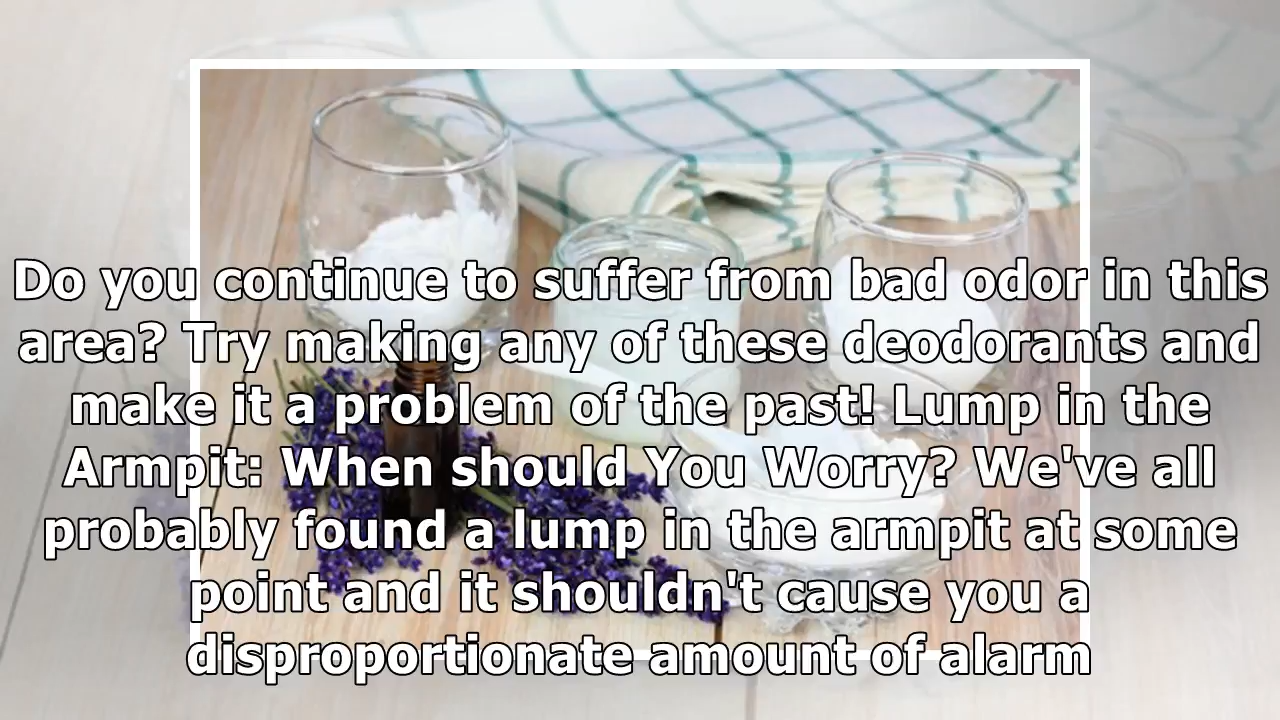 Do you continue to suffer from bad odor in this
area? Try making any of these deodorants and
make it a problem of the past! Lump in the
Armpit: When should You Worry? We've all
probably found a lump in the armpit at some
point and it shouldn't cause you a
disproportionate amount of alarm